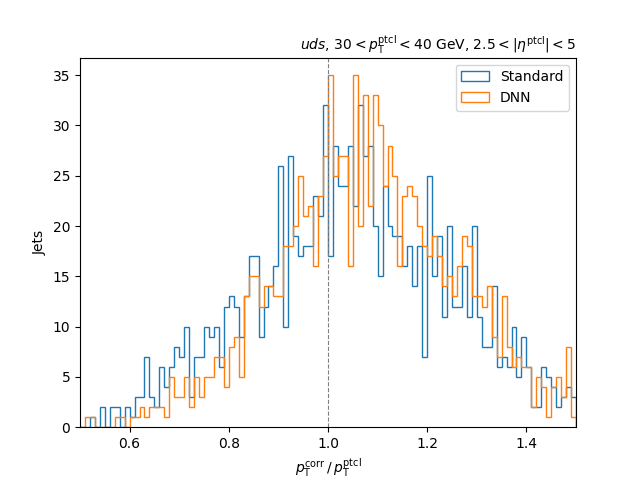 uds, 30 < p_T^ptcl < 40 GeV, 2.5 < |η^ptcl| < 5
35
30
25
20
15
10
5
0
Jets
Standard
DNN
0.6 0.8 1.0 1.2 1.4
p_T^corr / p_T^ptcl